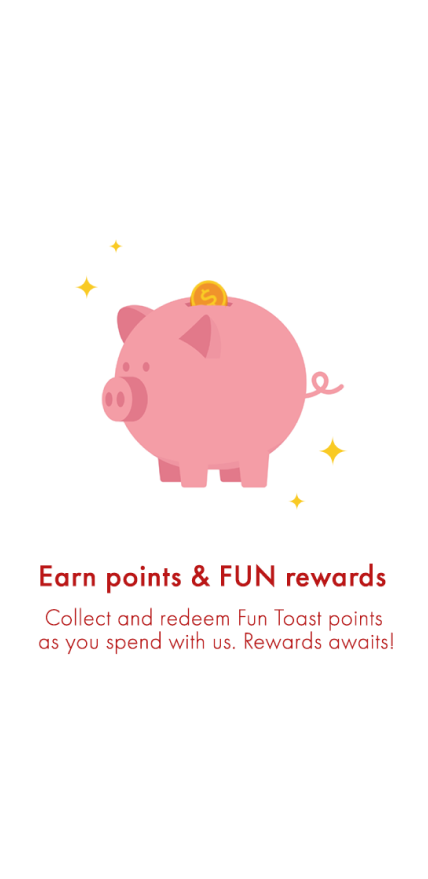 $
Earn points & FUN rewards
Collect and redeem Fun Toast points
as you spend with us. Rewards awaits!